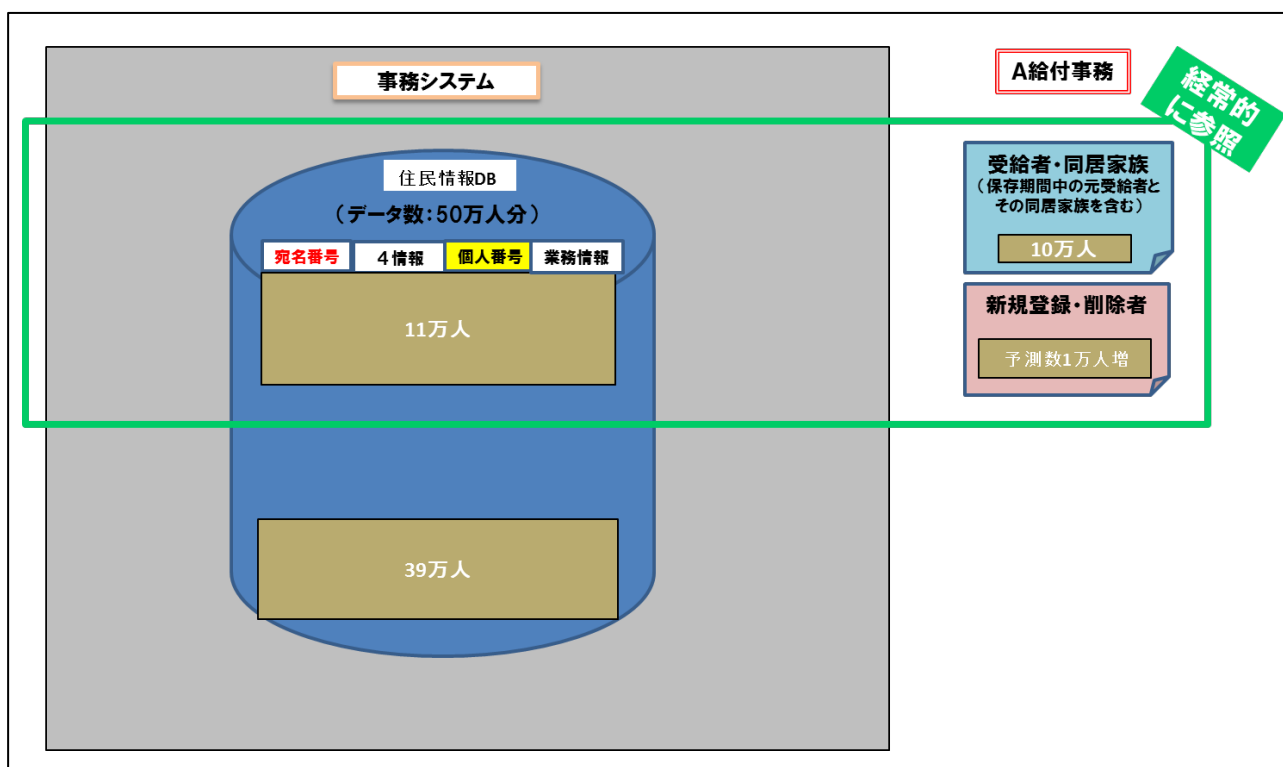 事務システム
A給付事務
経常的
に参照
住民情報DB
（データ数：50万人分）
宛名番号 4情報 個人番号 業務情報
11万人
39万人
受給者・同居家族
（保存期間中の元受給者と
その同居家族を含む）
10万人
新規登録・削除者
予測数1万人増